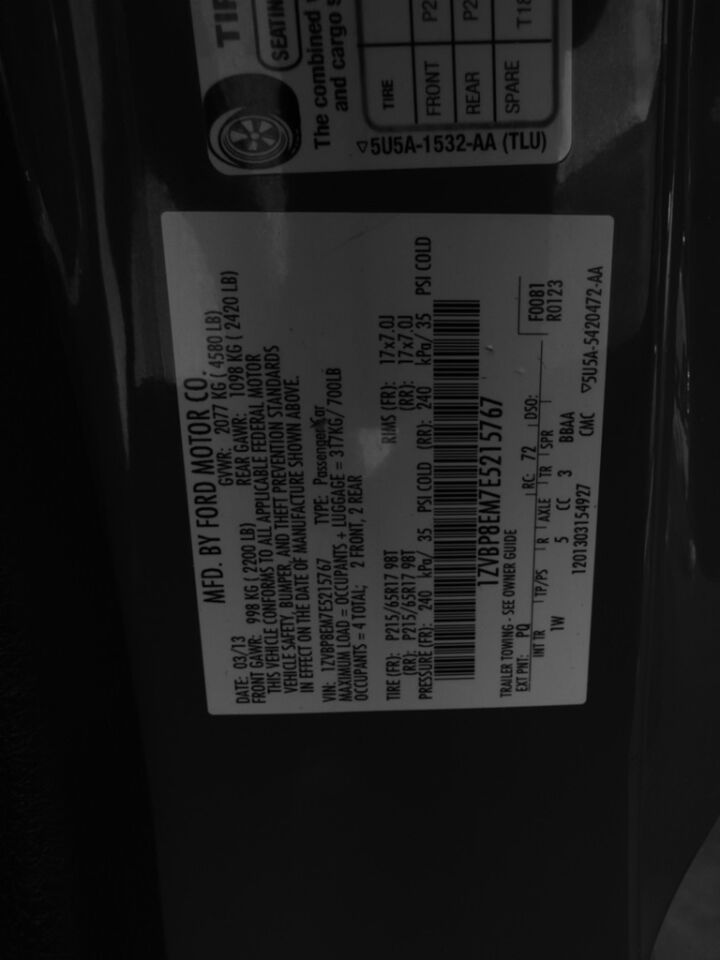 TIR
SEATIN
The combined
and cargo s
TIRE
FRONT P2
REAR P2
SPARE T18
▽5U5A-1532-AA (TLU)
MFD. BY FORD MOTOR CO.
DATE: 03/13 GVWR: 2077 KG ( 4580 LB)
FRONT GAWR: 998 KG ( 2200 LB) REAR GAWR: 1098 KG ( 2420 LB)
THIS VEHICLE CONFORMS TO ALL APPLICABLE FEDERAL MOTOR
VEHICLE SAFETY, BUMPER, AND THEFT PREVENTION STANDARDS
IN EFFECT ON THE DATE OF MANUFACTURE SHOWN ABOVE.
VIN: 1ZVBP8EM7E5215767 TYPE: Passenger Car
MAXIMUM LOAD = OCCUPANTS + LUGGAGE = 317KG/ 700LB
OCCUPANTS = 4 TOTAL; 2 FRONT, 2 REAR
TIRE (FR): P215/65R17 98T RIMS (FR): 17x7.0J
(RR): P215/65R17 98T (RR): 17x7.0J
PRESSURE (FR): 240 kPa/ 35 PSI COLD (RR): 240 kPa/ 35 PSI COLD
1ZVBP8EM7E5215767
TRAILER TOWING - SEE OWNER GUIDE F0081
EXT PNT: PQ RC: 72 DSO: R0123
INT TR TP/PS R AXLE TR SPR
1W 5 CC 3 BBAA
1201303154927 CMC ▽5U5A-5420472-AA